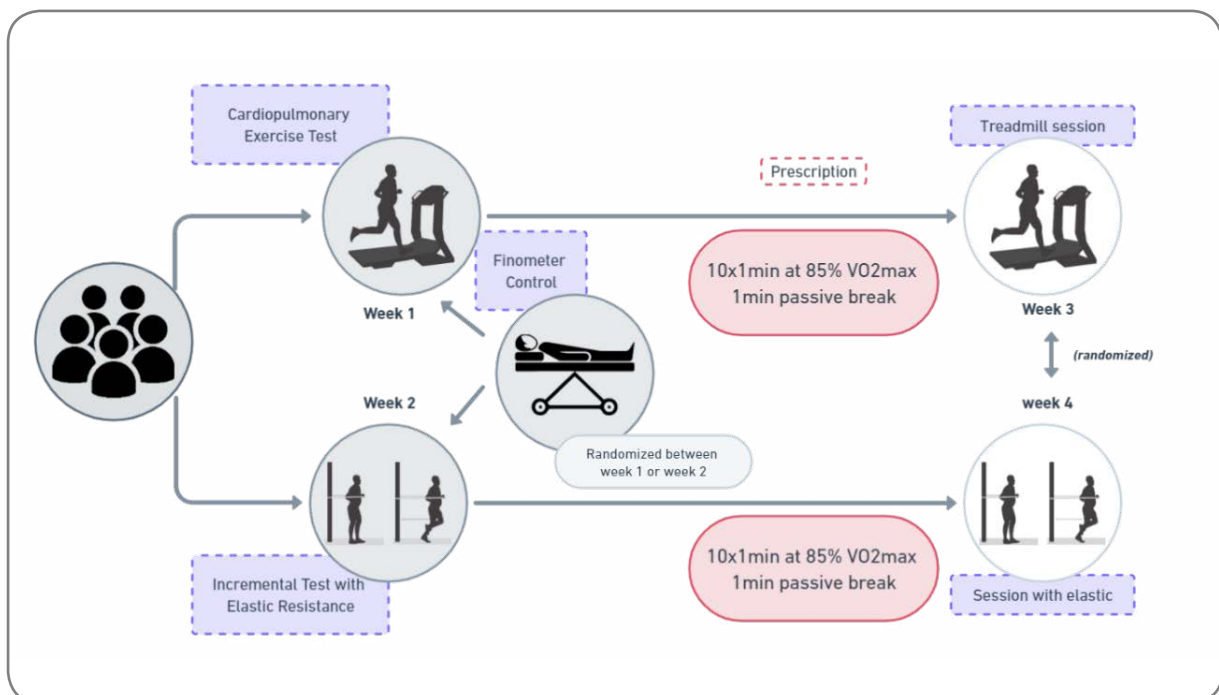 Cardiopulmonary
Exercise Test
Treadmill session
Prescription
Finometer
Control
10x1min at 85% VO2max
1min passive break
Week 1
Week 3
(randomized)
Week 2
week 4
Randomized between
week 1 or week 2
10x1min at 85% VO2max
1min passive break
Incremental Test with
Elastic Resistance
Session with elastic